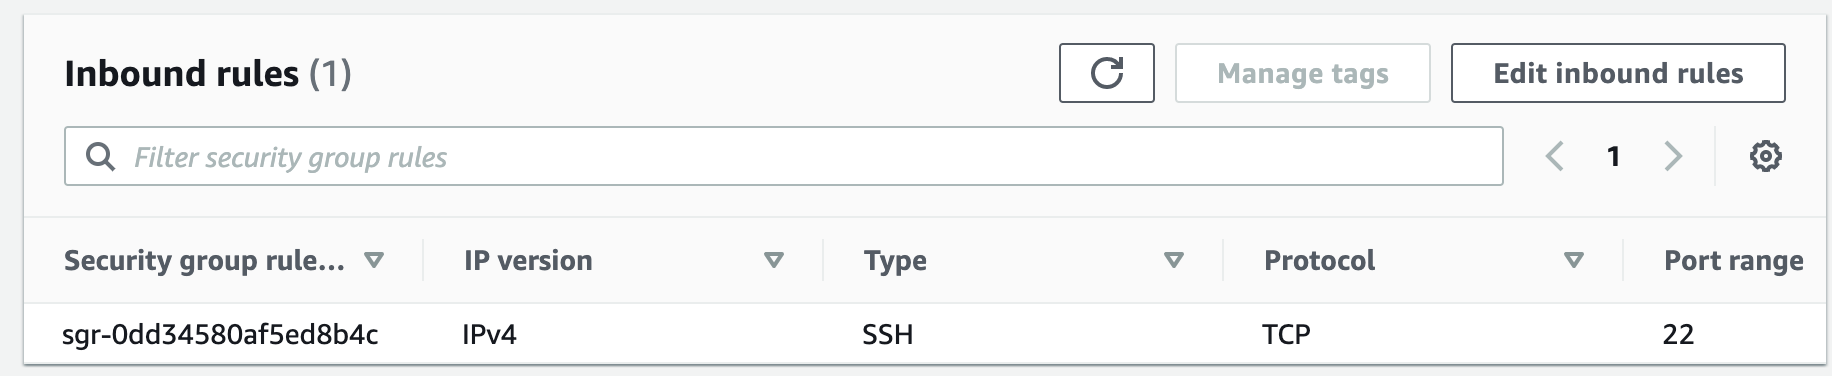 Inbound rules (1)
Manage tags
Edit inbound rules
Filter security group rules
1
Security group rule... IP version Type Protocol Port range
sgr-0dd34580af5ed8b4c IPv4 SSH TCP 22